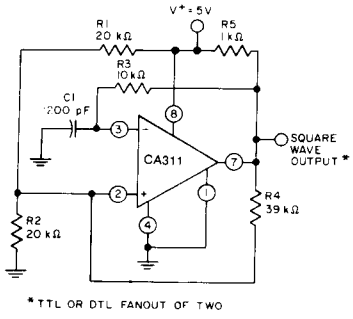 V⁺ = 5V
R1
20 kΩ
R5
1 kΩ
R3
10 kΩ
C1
1200 pF
8
3
−
CA311
7
SQUARE
WAVE
OUTPUT *
2
+
1
4
R4
39 kΩ
R2
20 kΩ
* TTL OR DTL FANOUT OF TWO